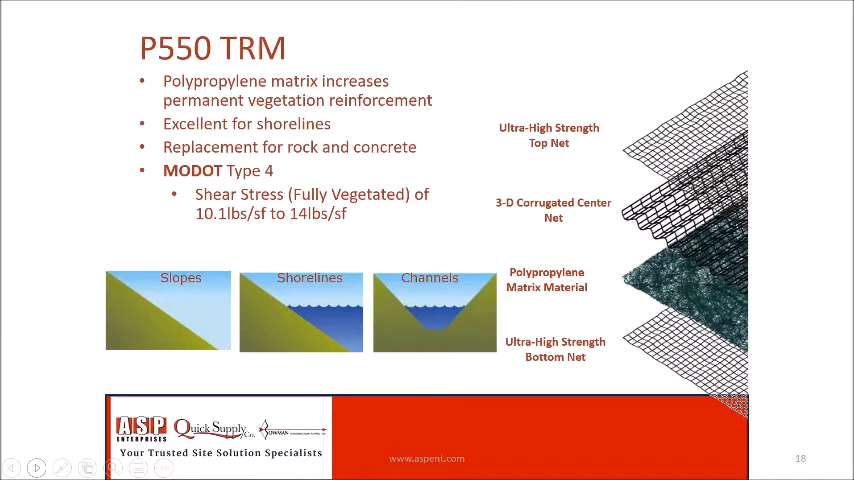 P550 TRM
• Polypropylene matrix increases
permanent vegetation reinforcement
• Excellent for shorelines
• Replacement for rock and concrete
• MODOT Type 4
• Shear Stress (Fully Vegetated) of
10.1lbs/sf to 14lbs/sf
Ultra-High Strength
Top Net
3-D Corrugated Center
Net
Polypropylene
Matrix Material
Ultra-High Strength
Bottom Net
Slopes
Shorelines
Channels
ASP
ENTERPRISES
Quick Supply Co.
BOWMAN
Your Trusted Site Solution Specialists
www.aspent.com
18